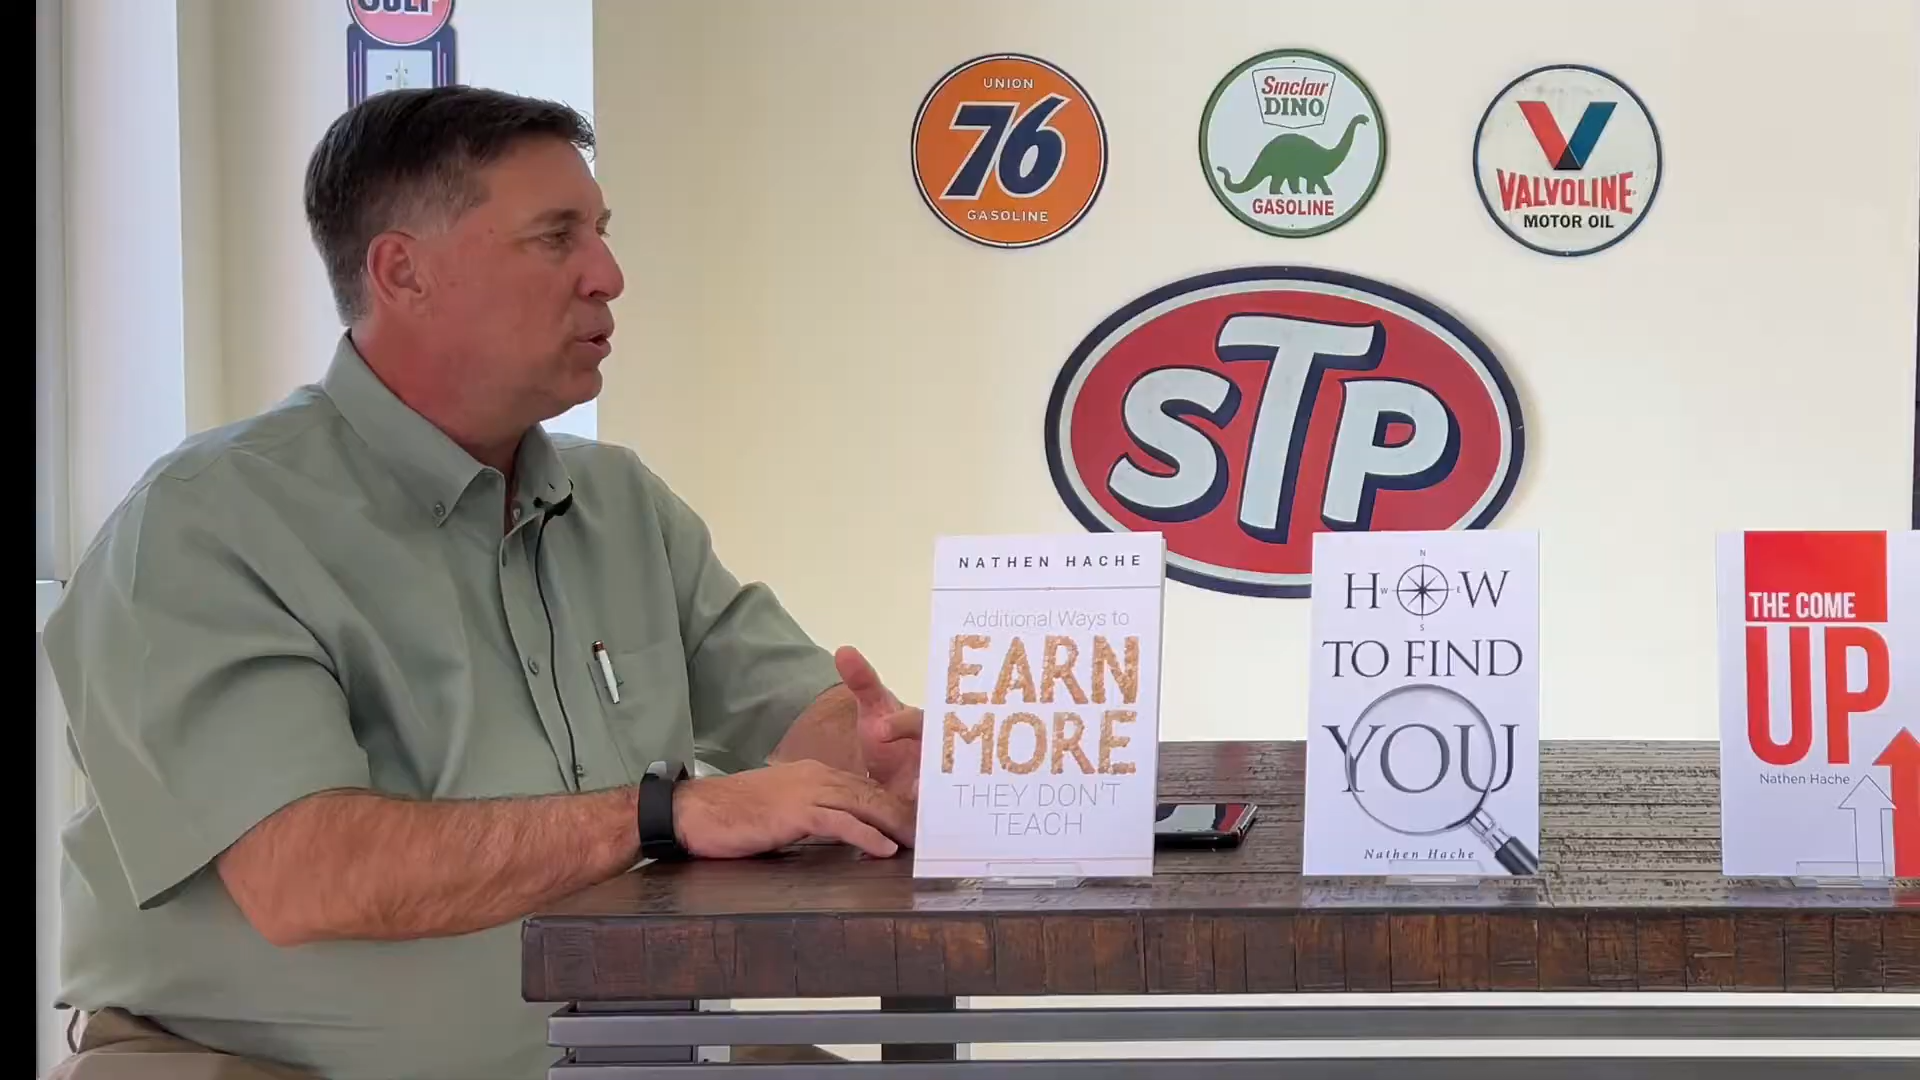 GULF
UNION
76
GASOLINE
Sinclair
DINO
GASOLINE
VALVOLINE
MOTOR OIL
STP
NATHEN HACHE
Additional Ways to
EARN
MORE
THEY DON'T
TEACH
N
HOW
W E
S
TO FIND
YOU
Nathen Hache
THE COME
UP
Nathen Hache